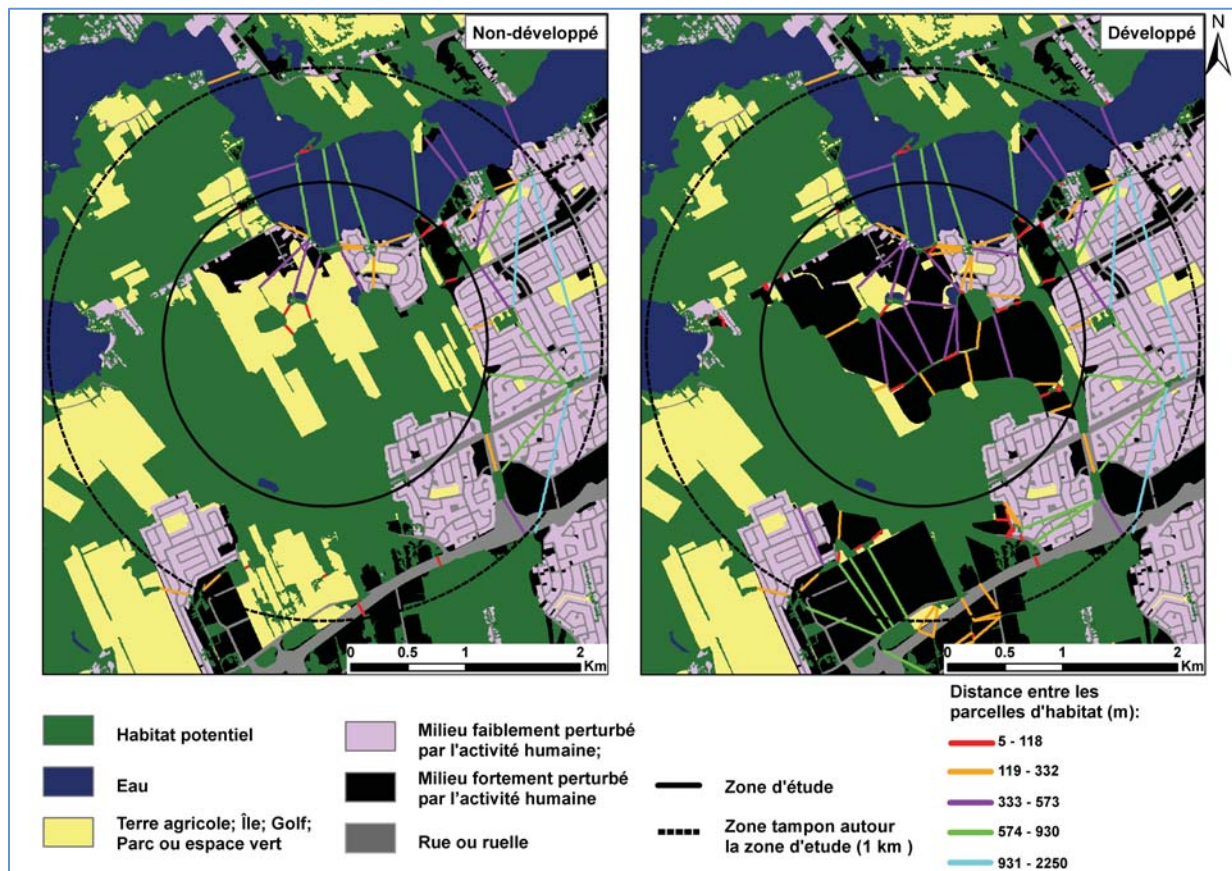 Non-développé
Développé
N
0 0.5 1 2
Km
0 0.5 1 2
Km
Habitat potentiel
Eau
Terre agricole; Île; Golf;
Parc ou espace vert
Milieu faiblement perturbé
par l'activité humaine;
Milieu fortement perturbé
par l'activité humaine
Rue ou ruelle
Zone d'étude
Zone tampon autour
la zone d'etude (1 km )
Distance entre les
parcelles d'habitat (m):
5 - 118
119 - 332
333 - 573
574 - 930
931 - 2250